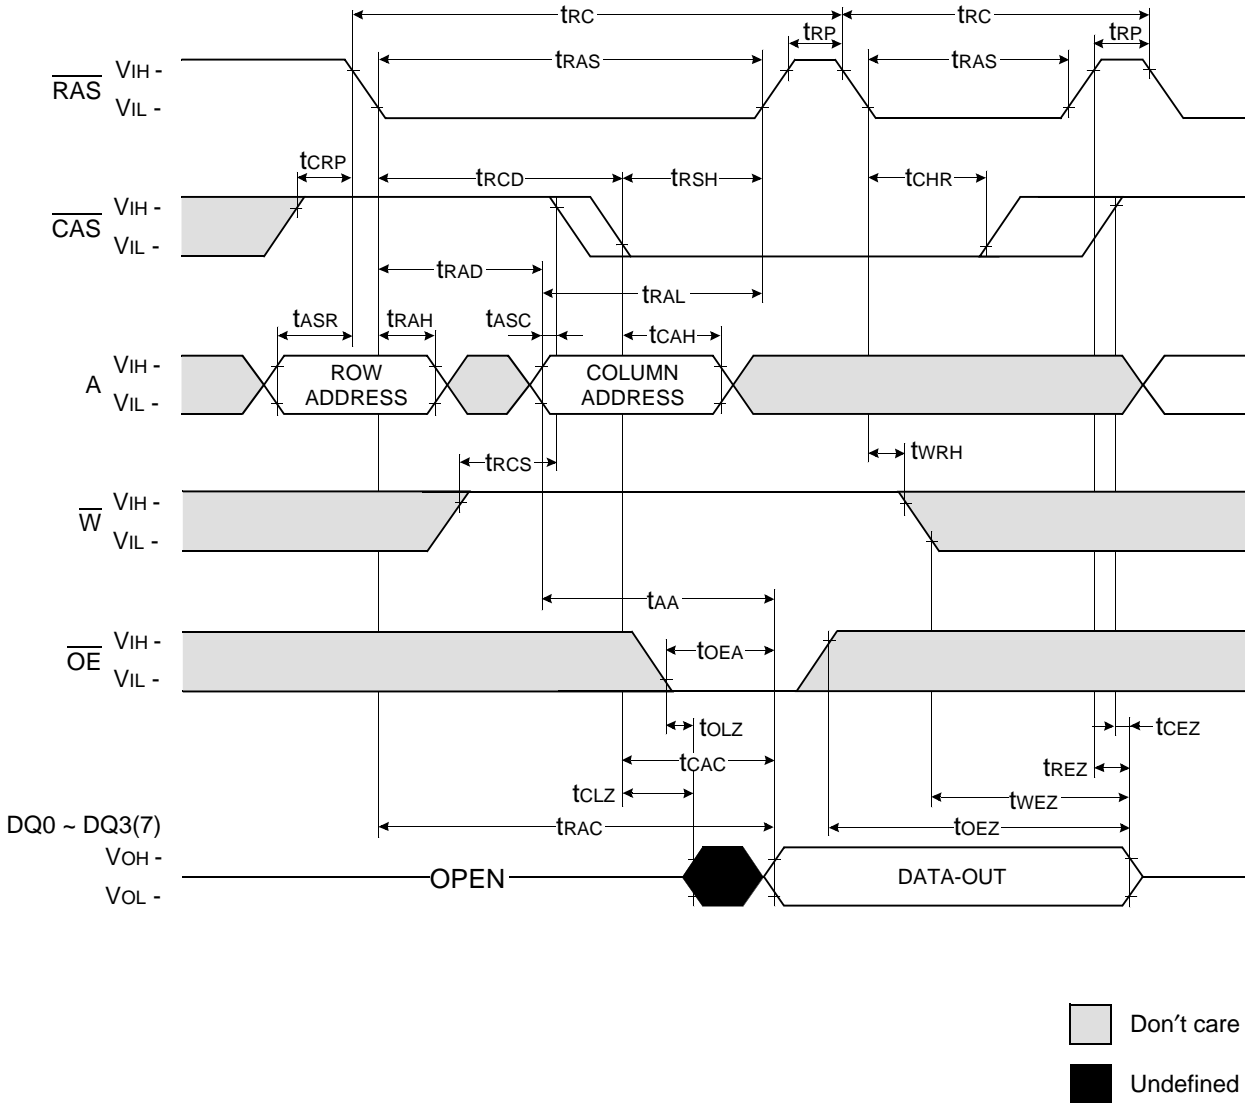 tRC tRC
tRP tRP
tRAS tRAS
RAS VIH -
VIL -
tCRP tRCD tRSH tCHR
CAS VIH -
VIL -
tRAD
tRAL
tASR tRAH tASC tCAH
A VIH -
VIL -
ROW ADDRESS
COLUMN ADDRESS
tRCS tWRH
W VIH -
VIL -
tAA
OE VIH -
VIL -
tOEA
tOLZ tCEZ
tCAC tREZ
tCLZ tWEZ
DQ0 ~ DQ3(7) tRAC tOEZ
VOH -
VOL -
OPEN DATA-OUT
Don′t care
Undefined